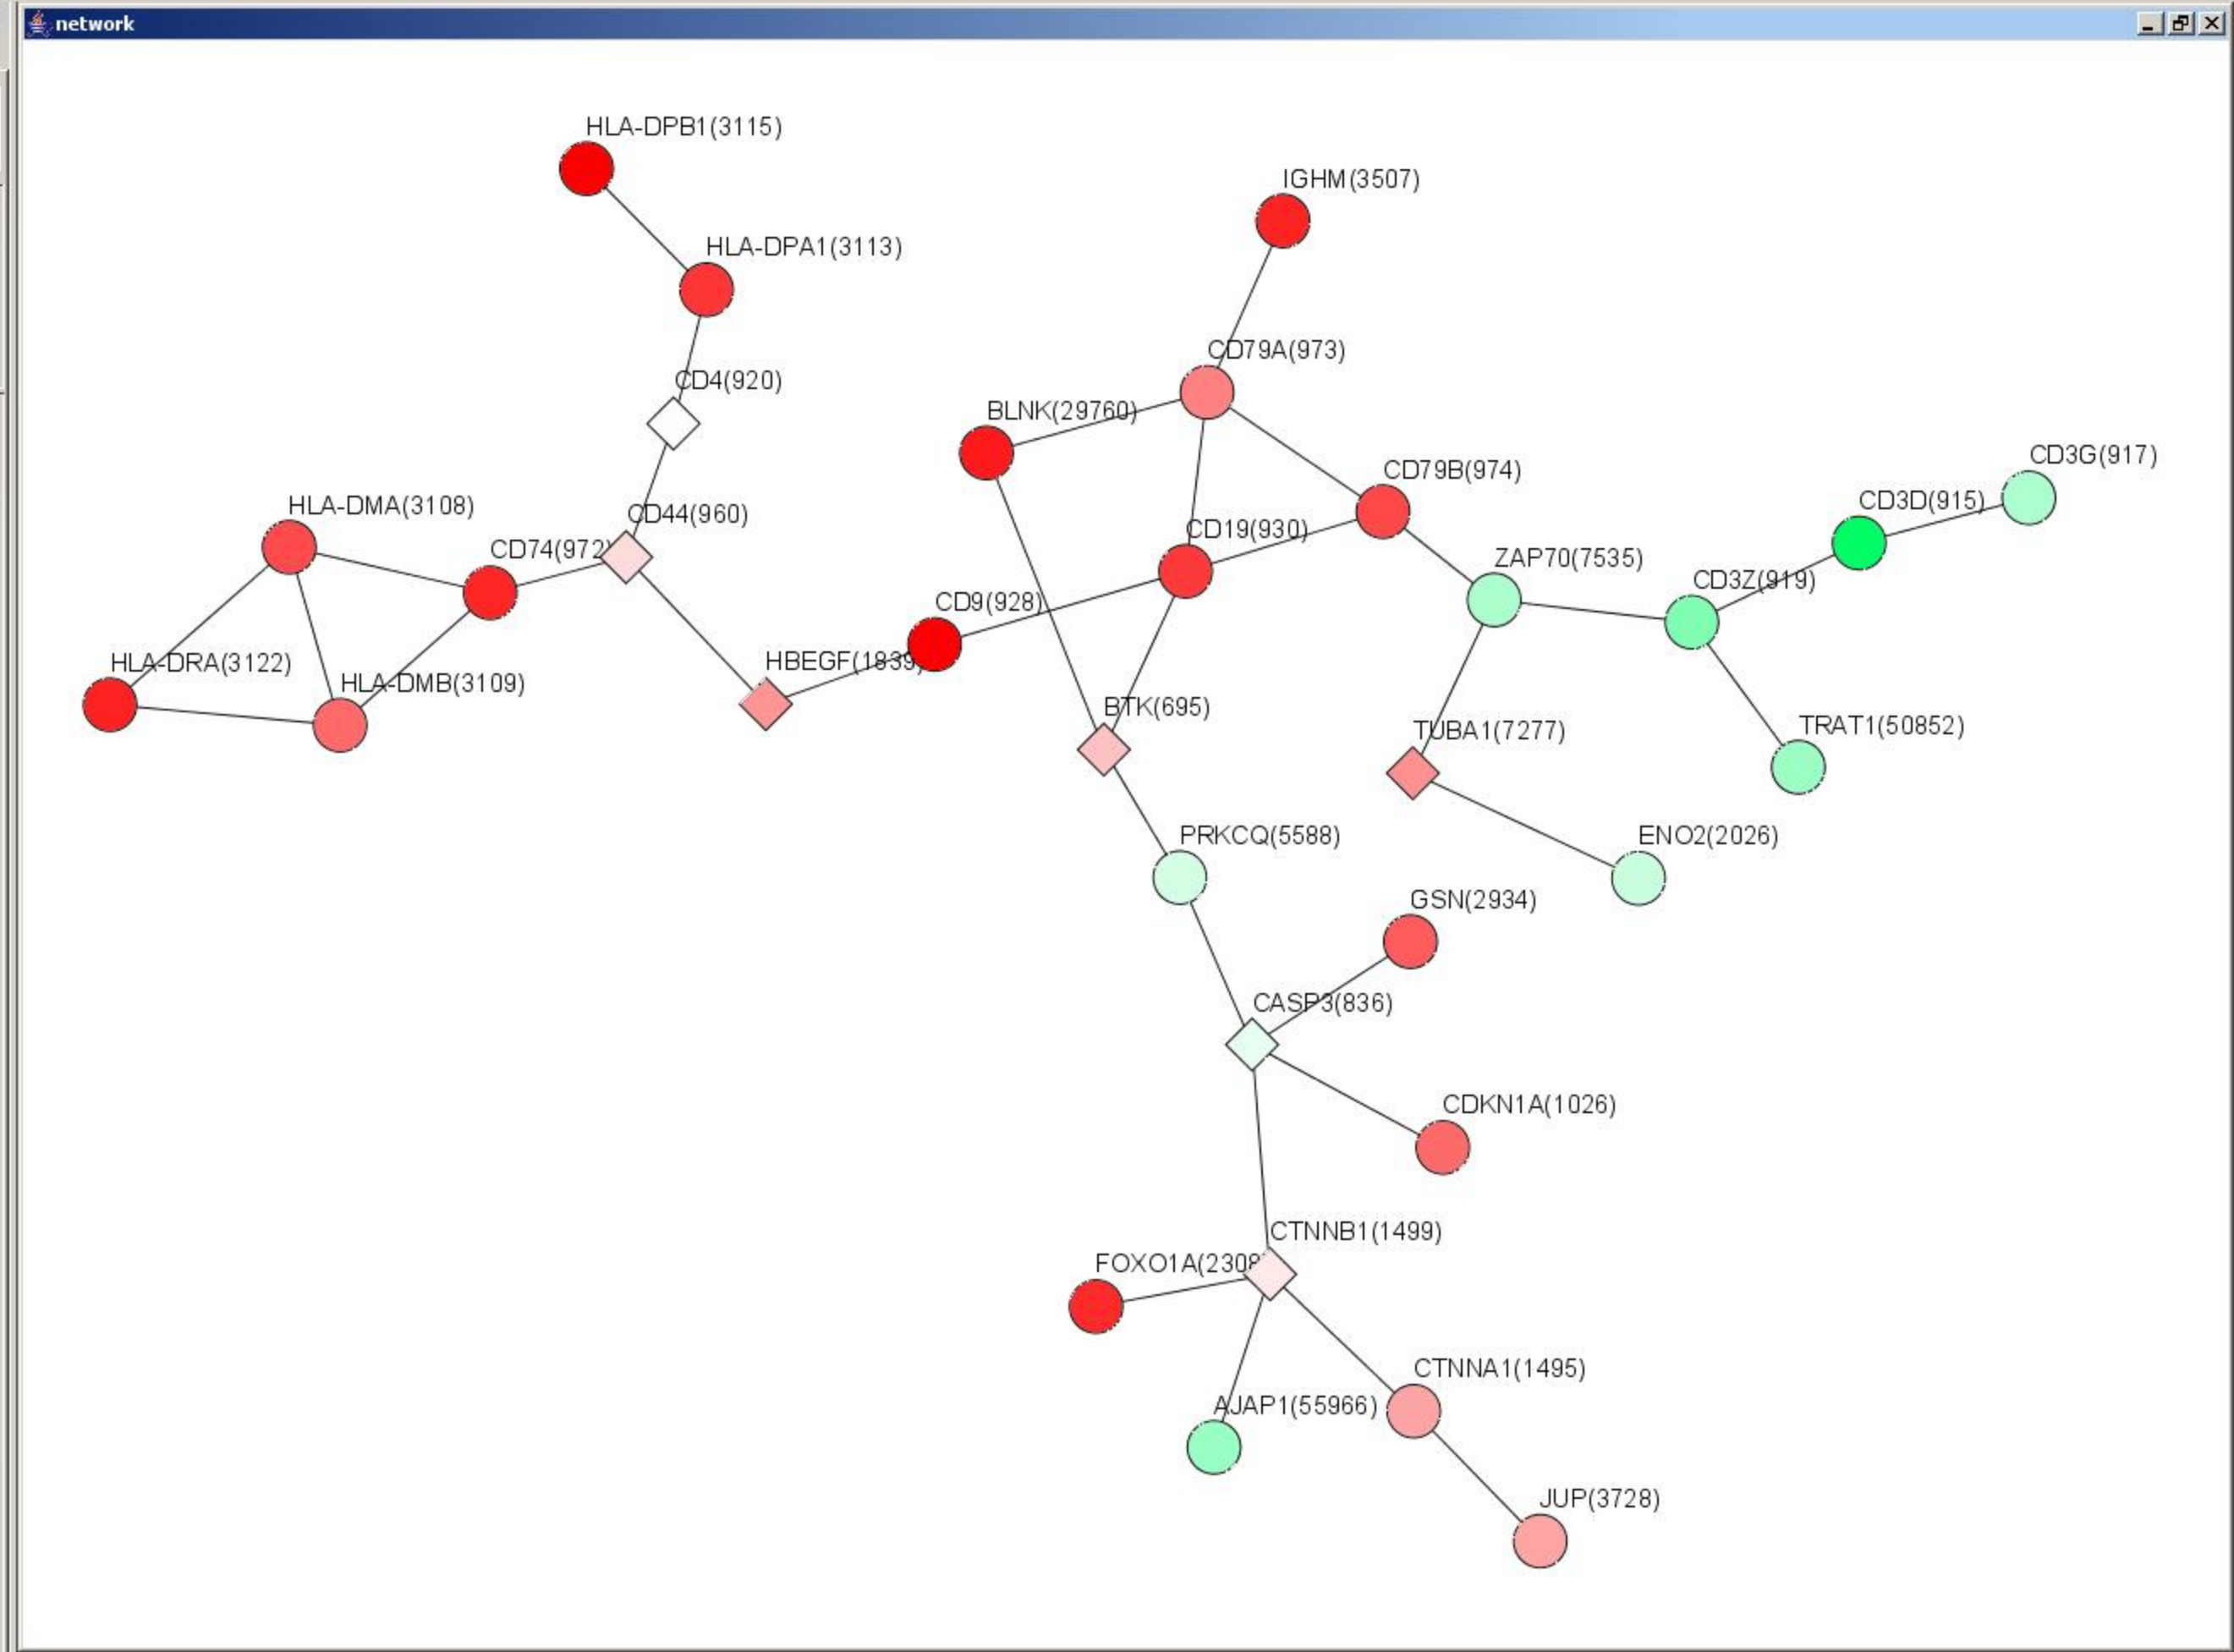 network
HLA-DPB1(3115)
IGHM(3507)
HLA-DPA1(3113)
CD79A(973)
CD4(920)
BLNK(29760)
CD3G(917)
CD79B(974)
CD3D(915)
HLA-DMA(3108)
CD44(960)
CD19(930)
CD74(972)
ZAP70(7535)
CD3Z(919)
CD9(928)
HLA-DRA(3122)
HBEGF(1839)
HLA-DMB(3109)
BTK(695)
TRAT1(50852)
TUBA1(7277)
PRKCQ(5588)
ENO2(2026)
GSN(2934)
CASP3(836)
CDKN1A(1026)
CTNNB1(1499)
FOXO1A(2308
CTNNA1(1495)
AJAP1(55966)
JUP(3728)